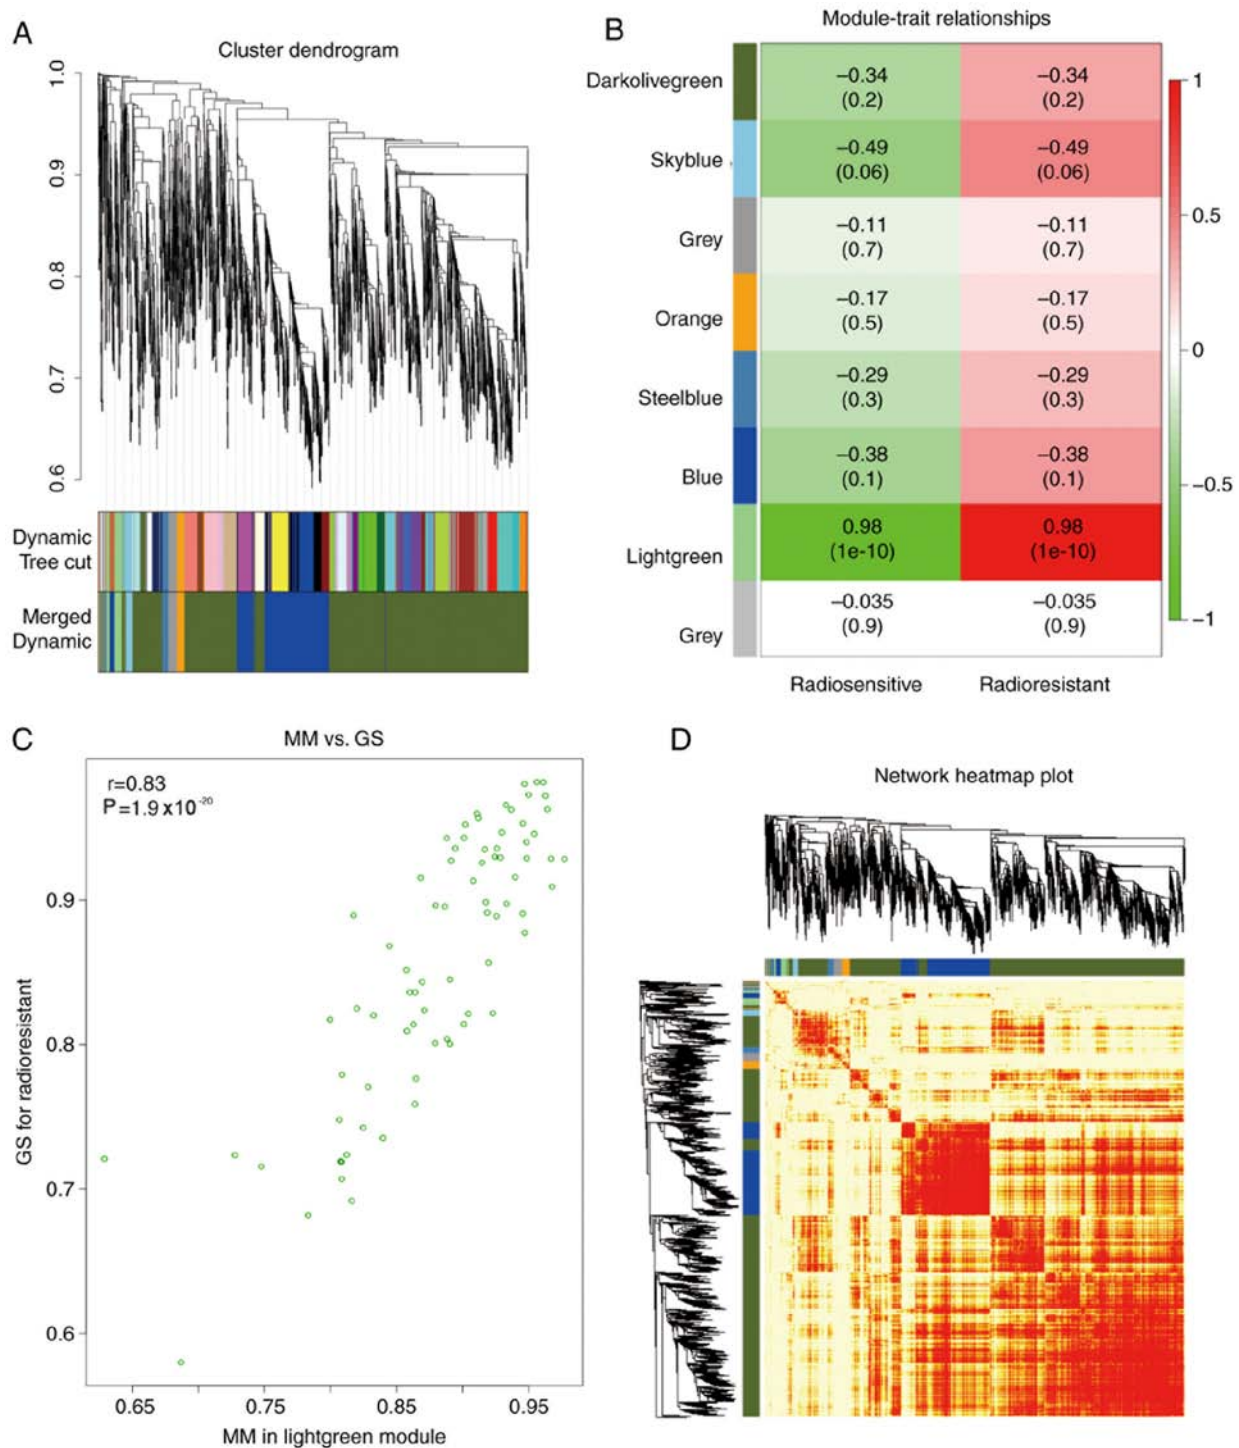 A
Cluster dendrogram
1.0
0.9
0.8
0.7
0.6
Dynamic
Tree cut
Merged
Dynamic
B
Module-trait relationships
Darkolivegreen
−0.34
(0.2)
−0.34
(0.2)
Skyblue
−0.49
(0.06)
−0.49
(0.06)
Grey
−0.11
(0.7)
−0.11
(0.7)
Orange
−0.17
(0.5)
−0.17
(0.5)
Steelblue
−0.29
(0.3)
−0.29
(0.3)
Blue
−0.38
(0.1)
−0.38
(0.1)
Lightgreen
0.98
(1e-10)
0.98
(1e-10)
Grey
−0.035
(0.9)
−0.035
(0.9)
Radiosensitive
Radioresistant
1
0.5
0
−0.5
−1
C
MM vs. GS
r=0.83
P=1.9x10⁻²⁰
GS for radioresistant
0.9
0.8
0.7
0.6
0.65
0.75
0.85
0.95
MM in lightgreen module
D
Network heatmap plot